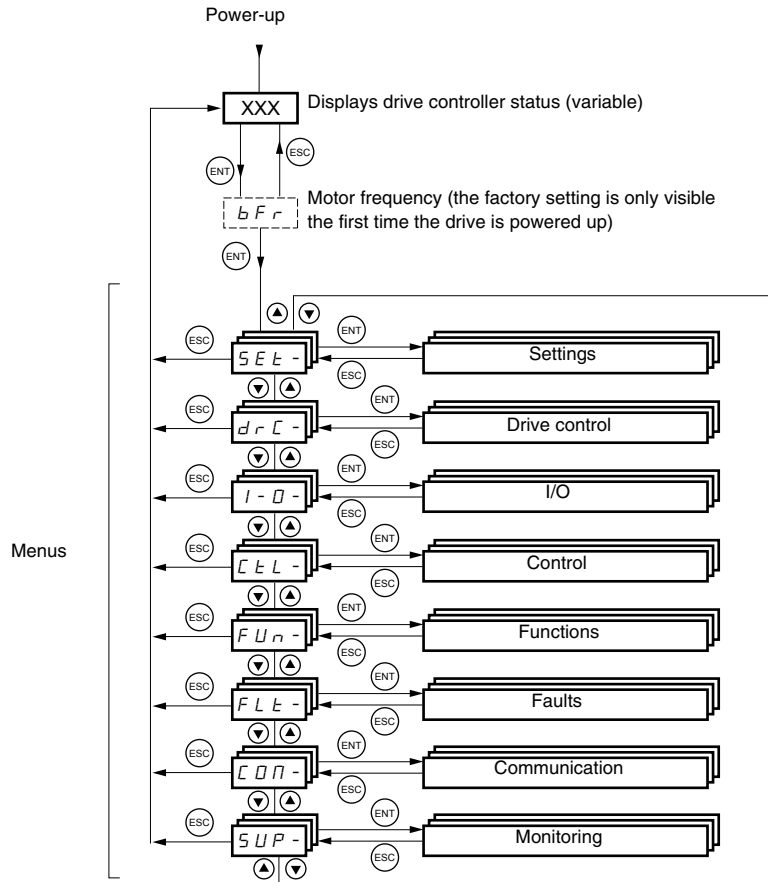 Power-up
XXX
Displays drive controller status (variable)
ENT
ESC
bFr
Motor frequency (the factory setting is only visible
the first time the drive is powered up)
ENT
Menus
ESC
SEt-
ENT
ESC
Settings
ESC
drC-
ENT
ESC
Drive control
ESC
I-O-
ENT
ESC
I/O
ESC
CtL-
ENT
ESC
Control
ESC
FUn-
ENT
ESC
Functions
ESC
FLt-
ENT
ESC
Faults
ESC
COM-
ENT
ESC
Communication
ESC
SUP-
ENT
ESC
Monitoring